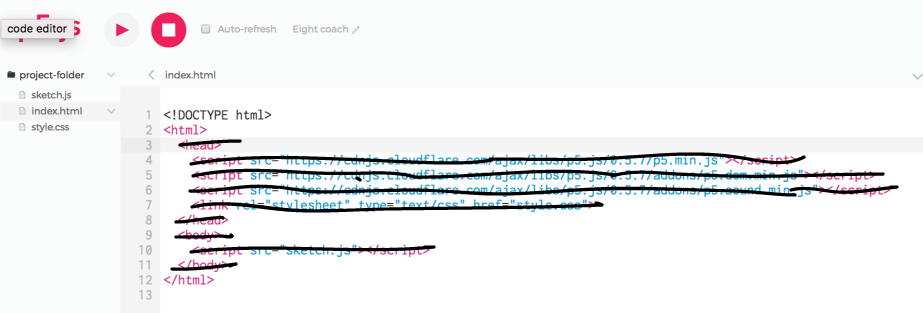 code editor
Auto-refresh
Eight coach
project-folder
index.html
sketch.js
index.html
style.css
1 <!DOCTYPE html>
2 <html>
3 <head>
4 <script src="https://cdnjs.cloudflare.com/ajax/libs/p5.js/0.5.7/p5.min.js"></script>
5 <script src="https://cdnjs.cloudflare.com/ajax/libs/p5.js/0.5.7/addons/p5.dom.min.js"></script>
6 <script src="https://cdnjs.cloudflare.com/ajax/libs/p5.js/0.5.7/addons/p5.sound.min.js"></script>
7 <link rel="stylesheet" type="text/css" href="style.css">
8 </head>
9 <body>
10 <script src="sketch.js"></script>
11 </body>
12 </html>
13